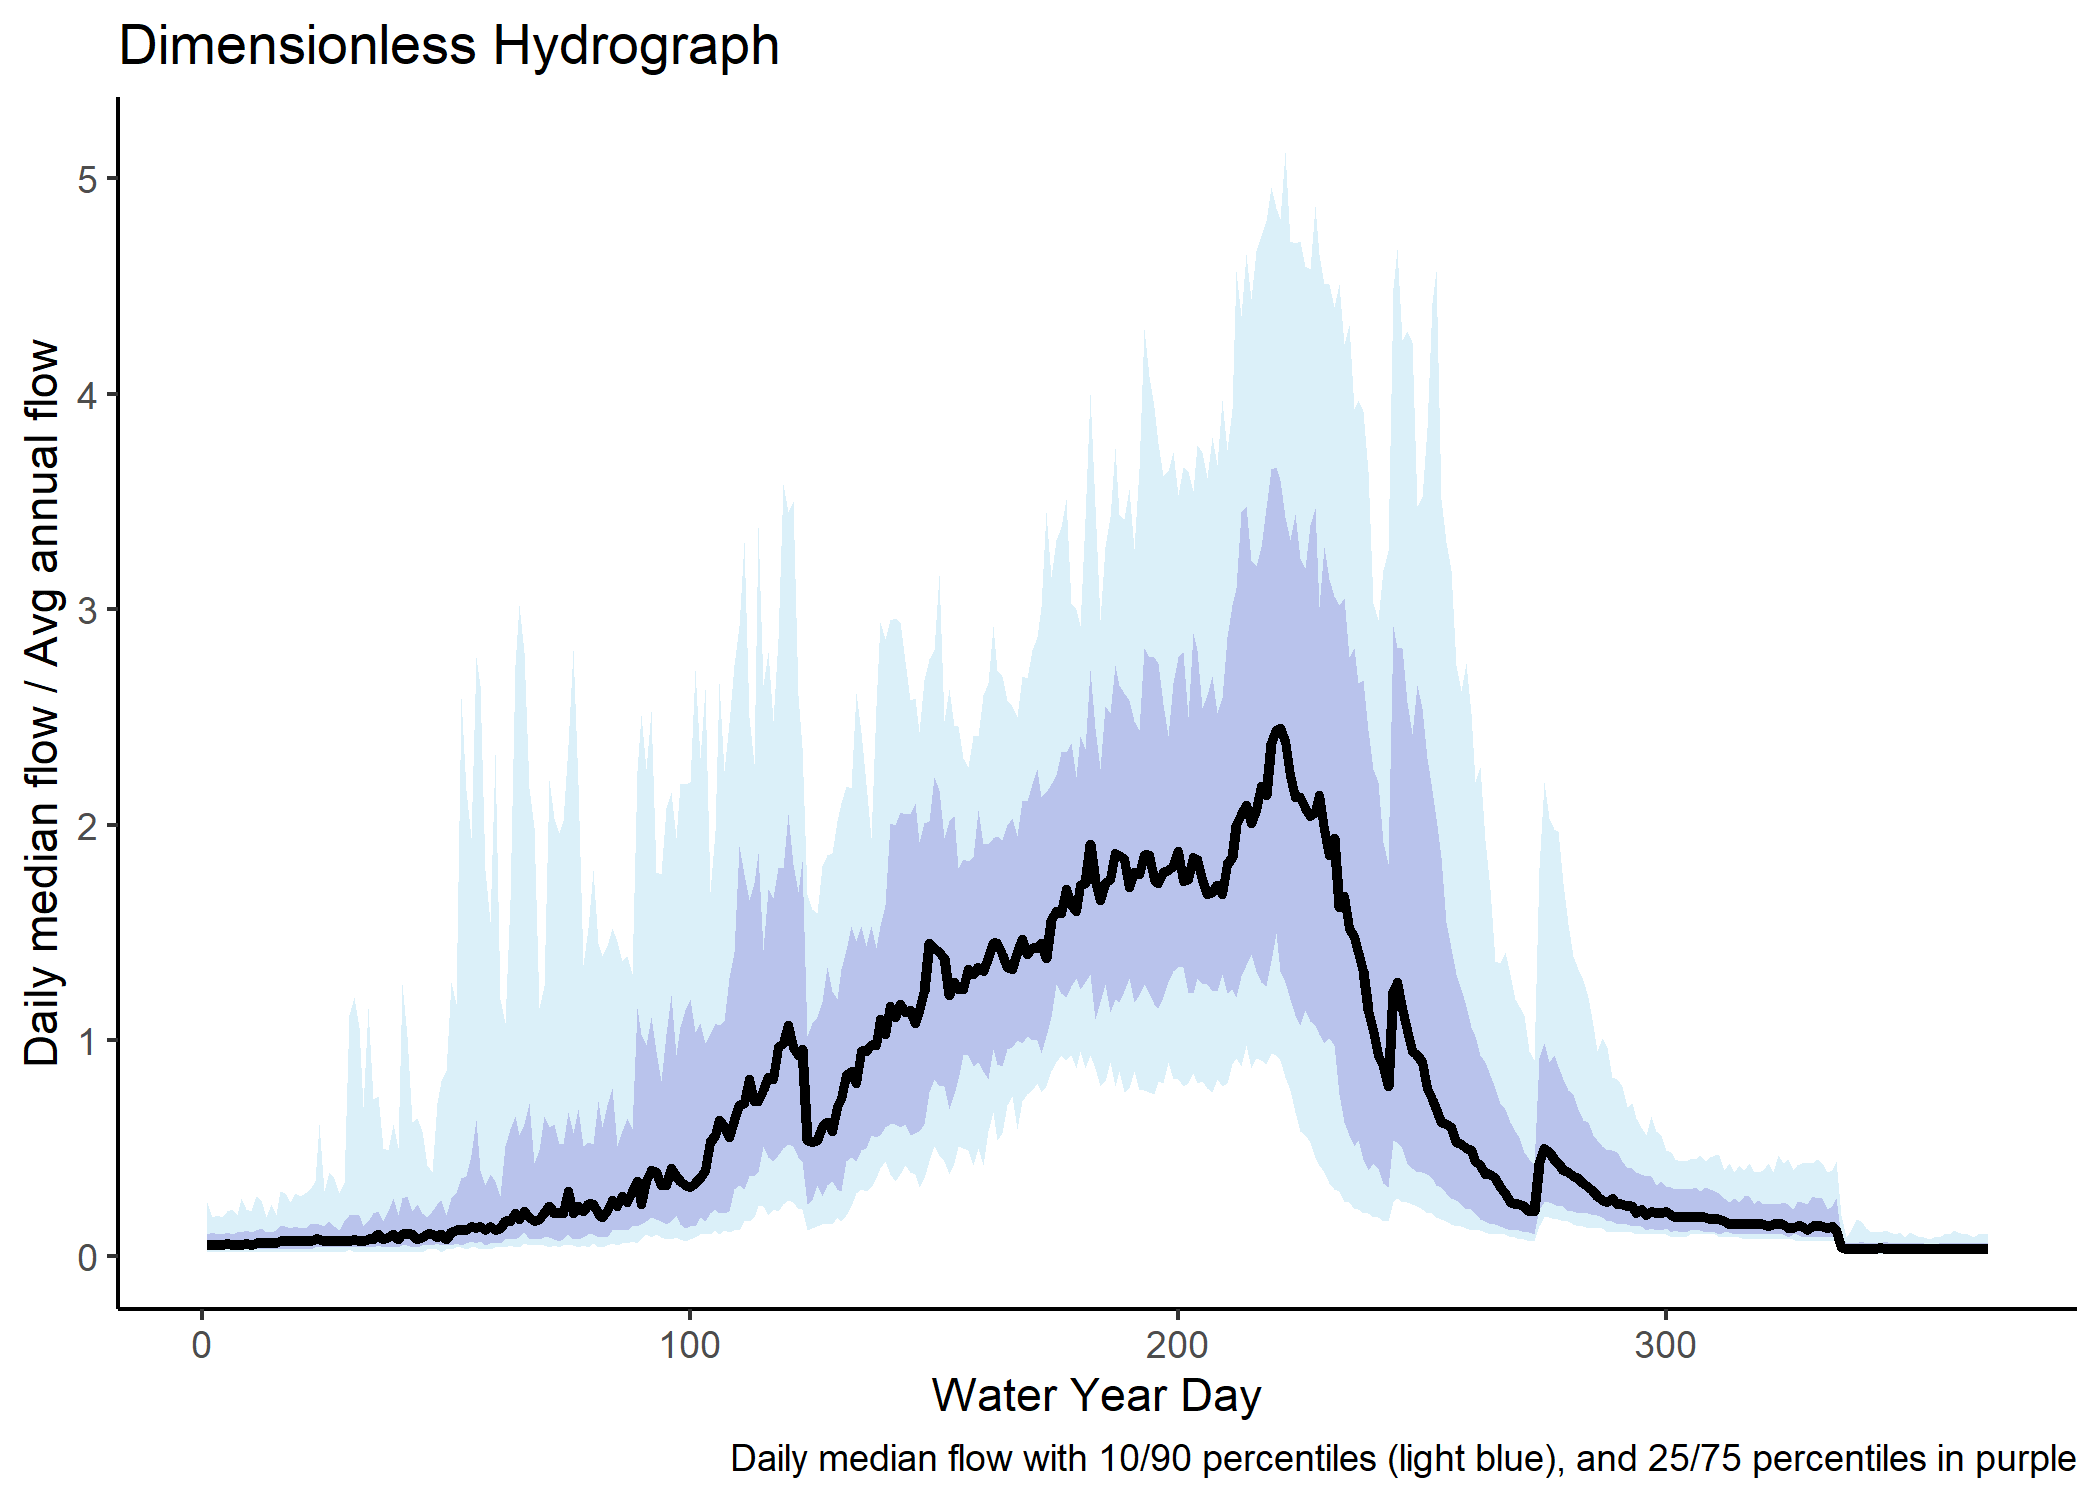 Dimensionless Hydrograph
Daily median flow / Avg annual flow
5
4
3
2
1
0
0 100 200 300
Water Year Day
Daily median flow with 10/90 percentiles (light blue), and 25/75 percentiles in purple